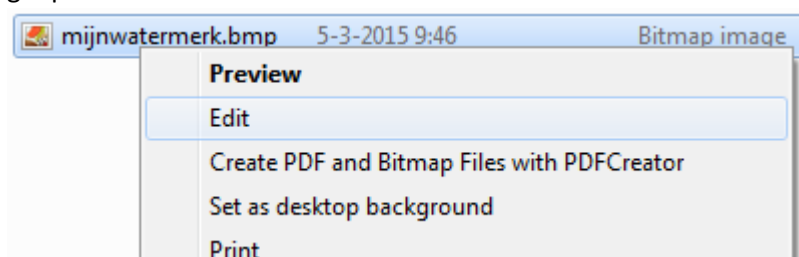 mijnwatermerk.bmp 5-3-2015 9:46 Bitmap image
Preview
Edit
Create PDF and Bitmap Files with PDFCreator
Set as desktop background
Print